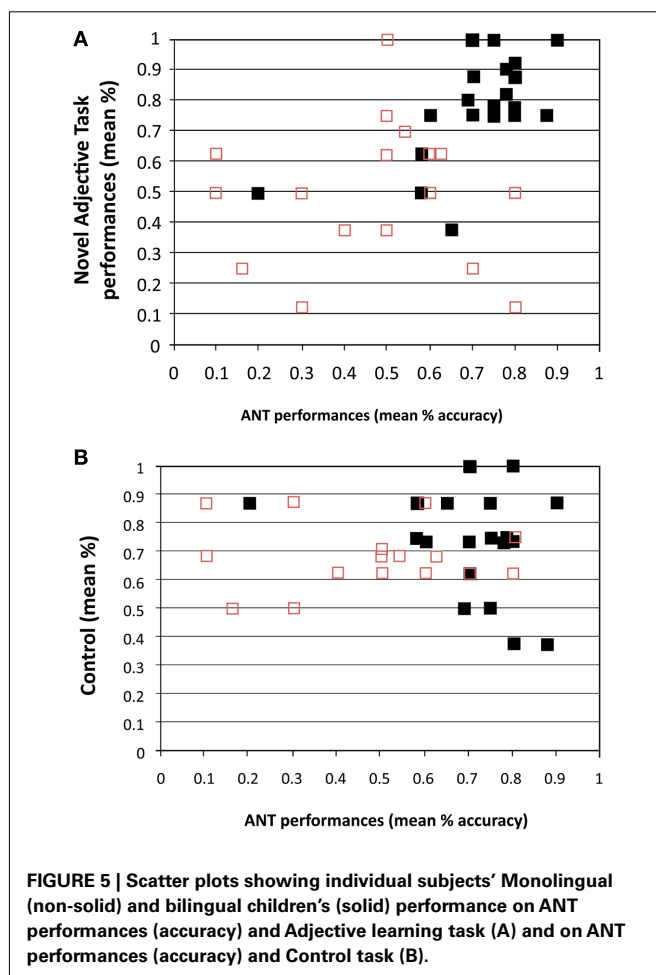 A
Novel Adjective Task
performances (mean %)
1
0.9
0.8
0.7
0.6
0.5
0.4
0.3
0.2
0.1
0
0 0.1 0.2 0.3 0.4 0.5 0.6 0.7 0.8 0.9 1
ANT performances (mean % accuracy)
B
Control (mean %)
1
0.9
0.8
0.7
0.6
0.5
0.4
0.3
0.2
0.1
0
0 0.1 0.2 0.3 0.4 0.5 0.6 0.7 0.8 0.9 1
ANT performances (mean % accuracy)
FIGURE 5 | Scatter plots showing individual subjects’ Monolingual
(non-solid) and bilingual children’s (solid) performance on ANT
performances (accuracy) and Adjective learning task (A) and on ANT
performances (accuracy) and Control task (B).